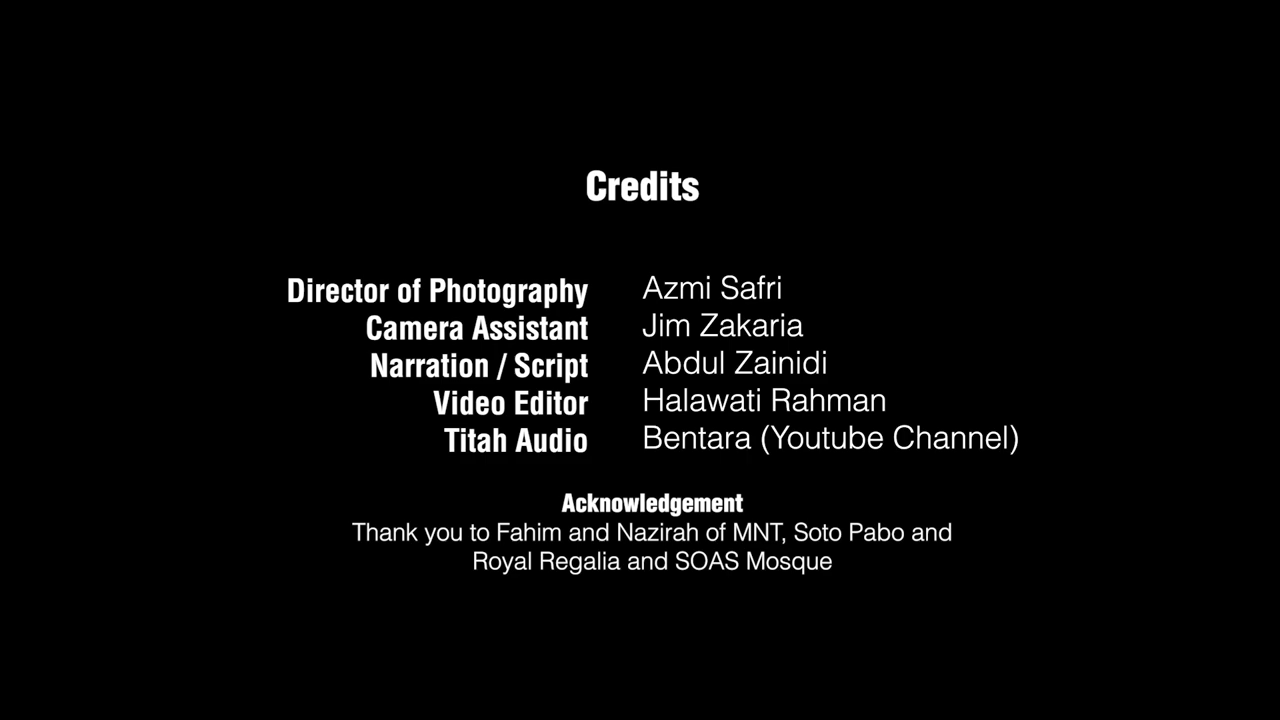 Credits
Director of Photography Azmi Safri
Camera Assistant Jim Zakaria
Narration / Script Abdul Zainidi
Video Editor Halawati Rahman
Titah Audio Bentara (Youtube Channel)
Acknowledgement
Thank you to Fahim and Nazirah of MNT, Soto Pabo and
Royal Regalia and SOAS Mosque